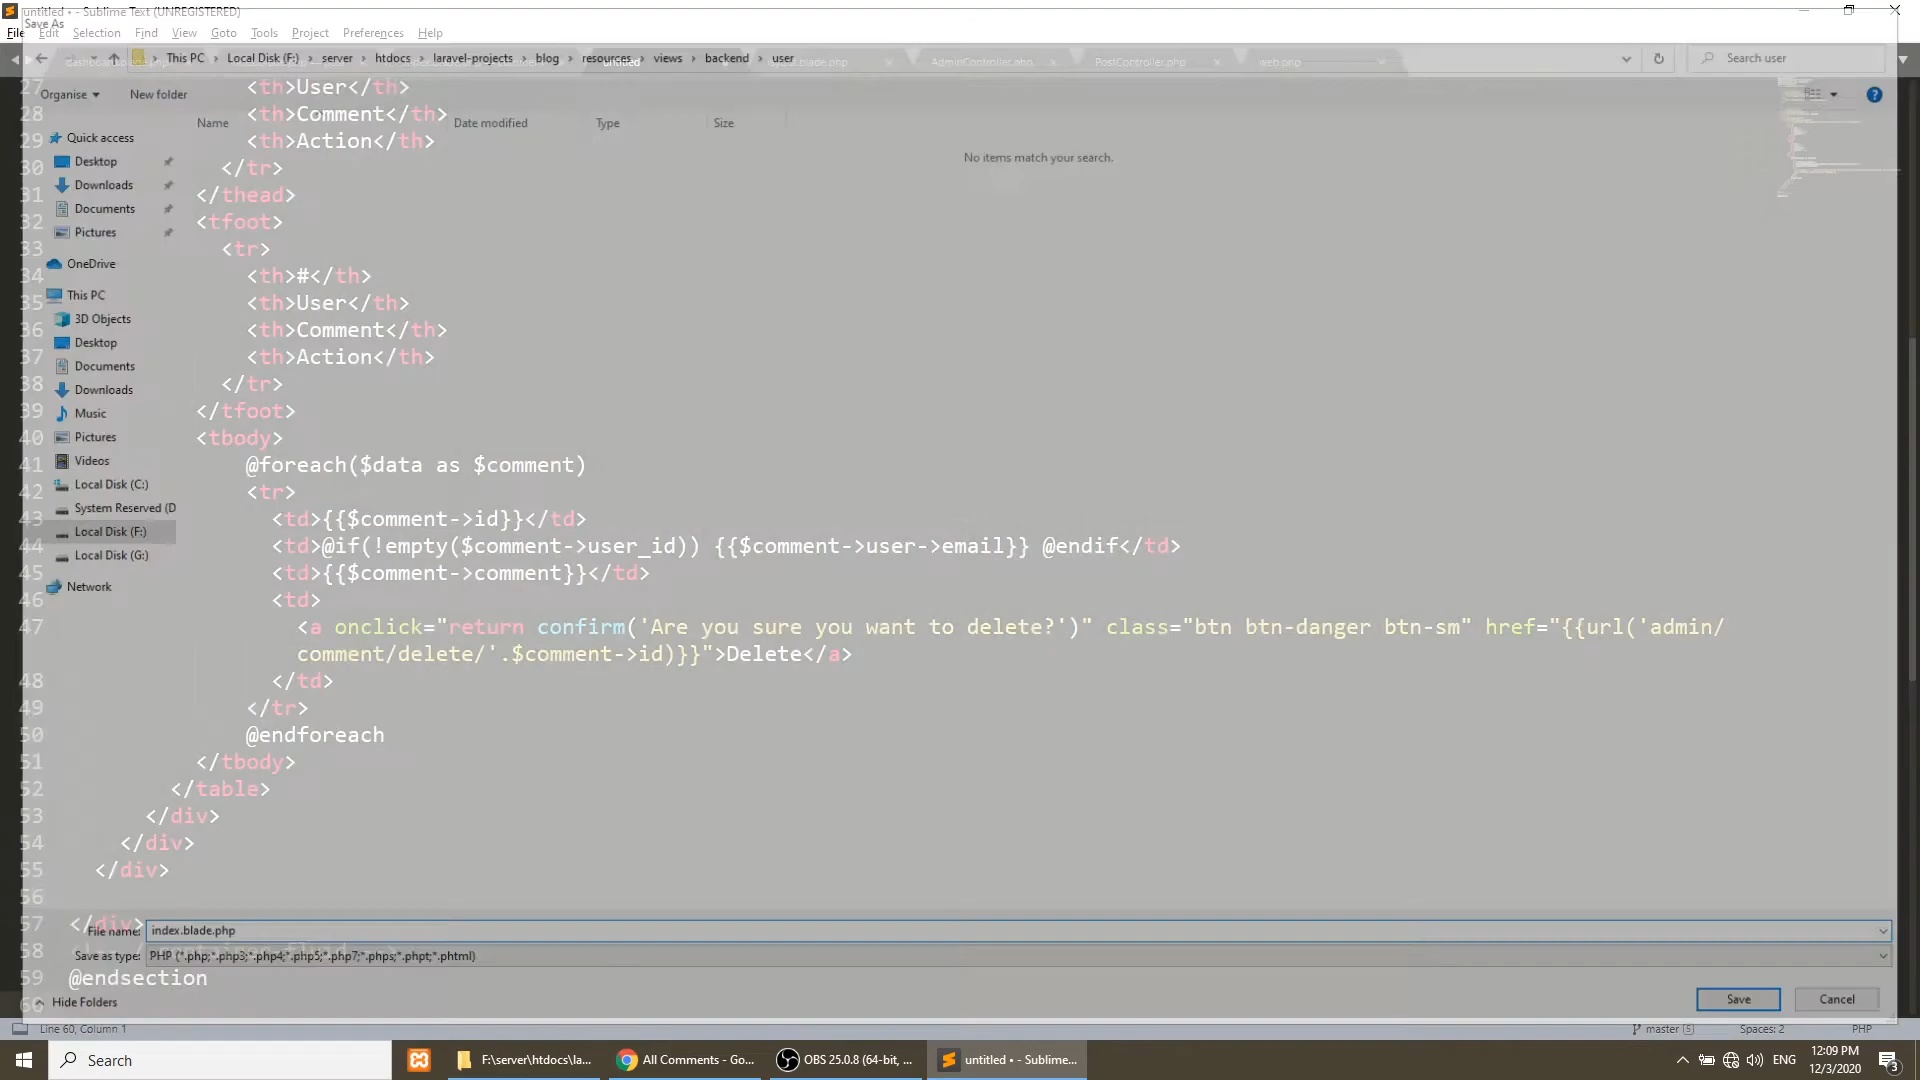 untitled • - Sublime Text (UNREGISTERED)
Save As
File Edit Selection Find View Goto Tools Project Preferences Help
This PC › Local Disk (F:) › server › htdocs › laravel-projects › blog › resources › views › backend › user
Search user
untitled
AdminController.php
PostController.php
web.php
Organise
New folder
Name
Date modified
Type
Size
No items match your search.
Quick access
Desktop
Downloads
Documents
Pictures
OneDrive
This PC
3D Objects
Desktop
Documents
Downloads
Music
Pictures
Videos
Local Disk (C:)
System Reserved (D
Local Disk (F:)
Local Disk (G:)
Network
27 <th>User</th>
28 <th>Comment</th>
29 <th>Action</th>
30 </tr>
31 </thead>
32 <tfoot>
33 <tr>
34 <th>#</th>
35 <th>User</th>
36 <th>Comment</th>
37 <th>Action</th>
38 </tr>
39 </tfoot>
40 <tbody>
41 @foreach($data as $comment)
42 <tr>
43 <td>{{$comment->id}}</td>
44 <td>@if(!empty($comment->user_id)) {{$comment->user->email}} @endif</td>
45 <td>{{$comment->comment}}</td>
46 <td>
47 <a onclick="return confirm('Are you sure you want to delete?')" class="btn btn-danger btn-sm" href="{{url('admin/
comment/delete/'.$comment->id)}}">Delete</a>
48 </td>
49 </tr>
50 @endforeach
51 </tbody>
52 </table>
53 </div>
54 </div>
55 </div>
56
57 </div>
58
59 @endsection
60
File name: index.blade.php
Save as type: PHP (*.php;*.php3;*.php4;*.php5;*.php7;*.phps;*.phpt;*.phtml)
Hide Folders
Save
Cancel
Line 60, Column 1
master 5
Spaces: 2
PHP
Search
F:\server\htdocs\la...
All Comments - Go...
OBS 25.0.8 (64-bit, ...
untitled • - Sublime...
ENG
12:09 PM
12/3/2020
3